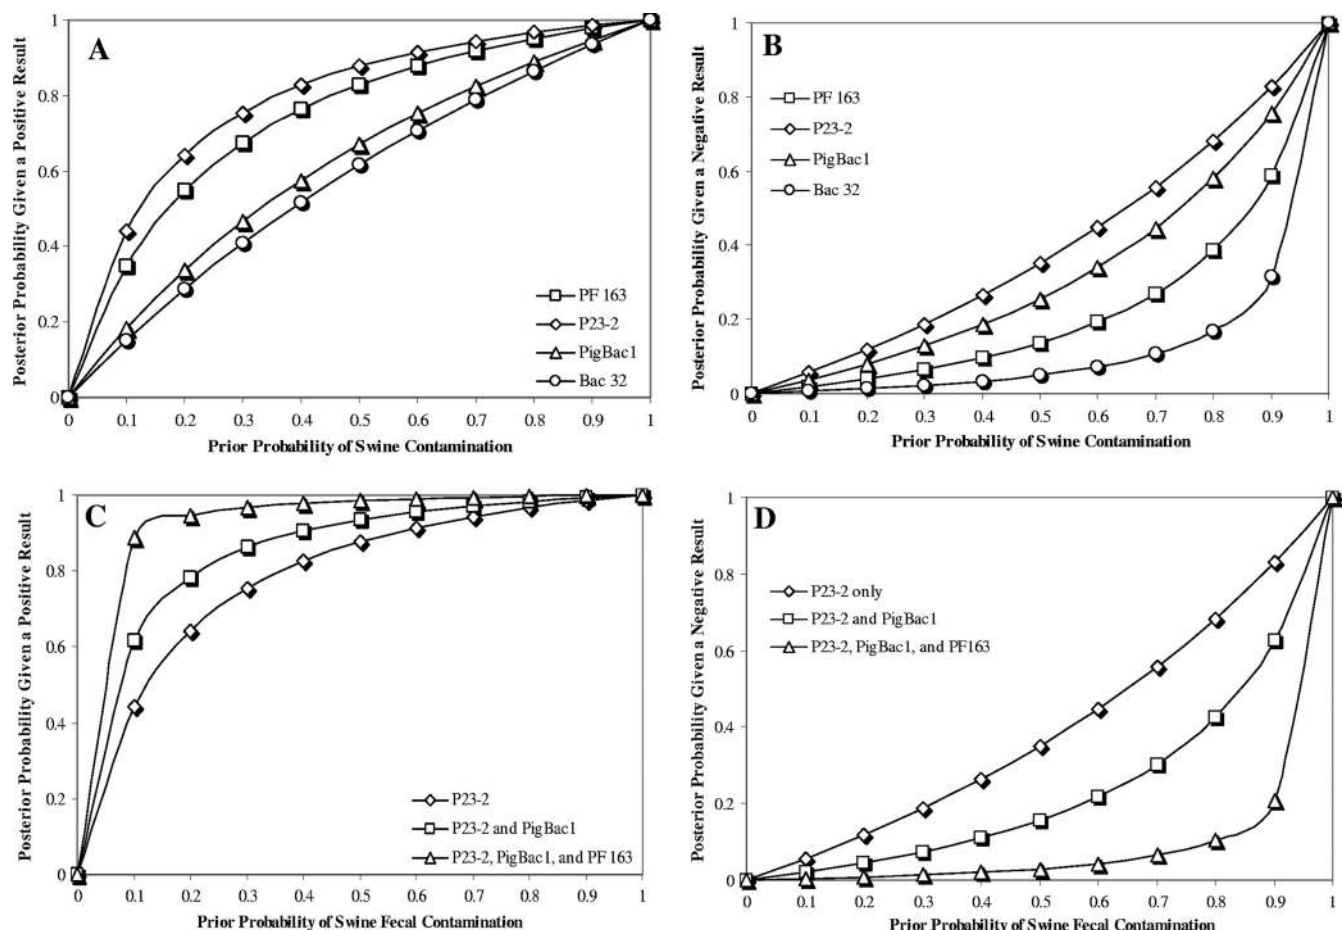 A
Posterior Probability Given a Positive Result
1
0.8
0.6
0.4
0.2
0
PF 163
P23-2
PigBac1
Bac 32
0 0.1 0.2 0.3 0.4 0.5 0.6 0.7 0.8 0.9 1
Prior Probability of Swine Contamination
B
Posterior Probability Given a Negative Result
1
0.8
0.6
0.4
0.2
0
PF 163
P23-2
PigBac1
Bac 32
0 0.1 0.2 0.3 0.4 0.5 0.6 0.7 0.8 0.9 1
Prior Probability of Swine Contamination
C
Posterior Probability Given a Positive Result
1
0.8
0.6
0.4
0.2
0
P23-2
P23-2 and PigBac1
P23-2, PigBac1, and PF 163
0 0.1 0.2 0.3 0.4 0.5 0.6 0.7 0.8 0.9 1
Prior Probability of Swine Fecal Contamination
D
Posterior Probability Given a Negative Result
1
0.8
0.6
0.4
0.2
0
P23-2 only
P23-2 and PigBac1
P23-2, PigBac1, and PF163
0 0.1 0.2 0.3 0.4 0.5 0.6 0.7 0.8 0.9 1
Prior Probability of Swine Fecal Contamination